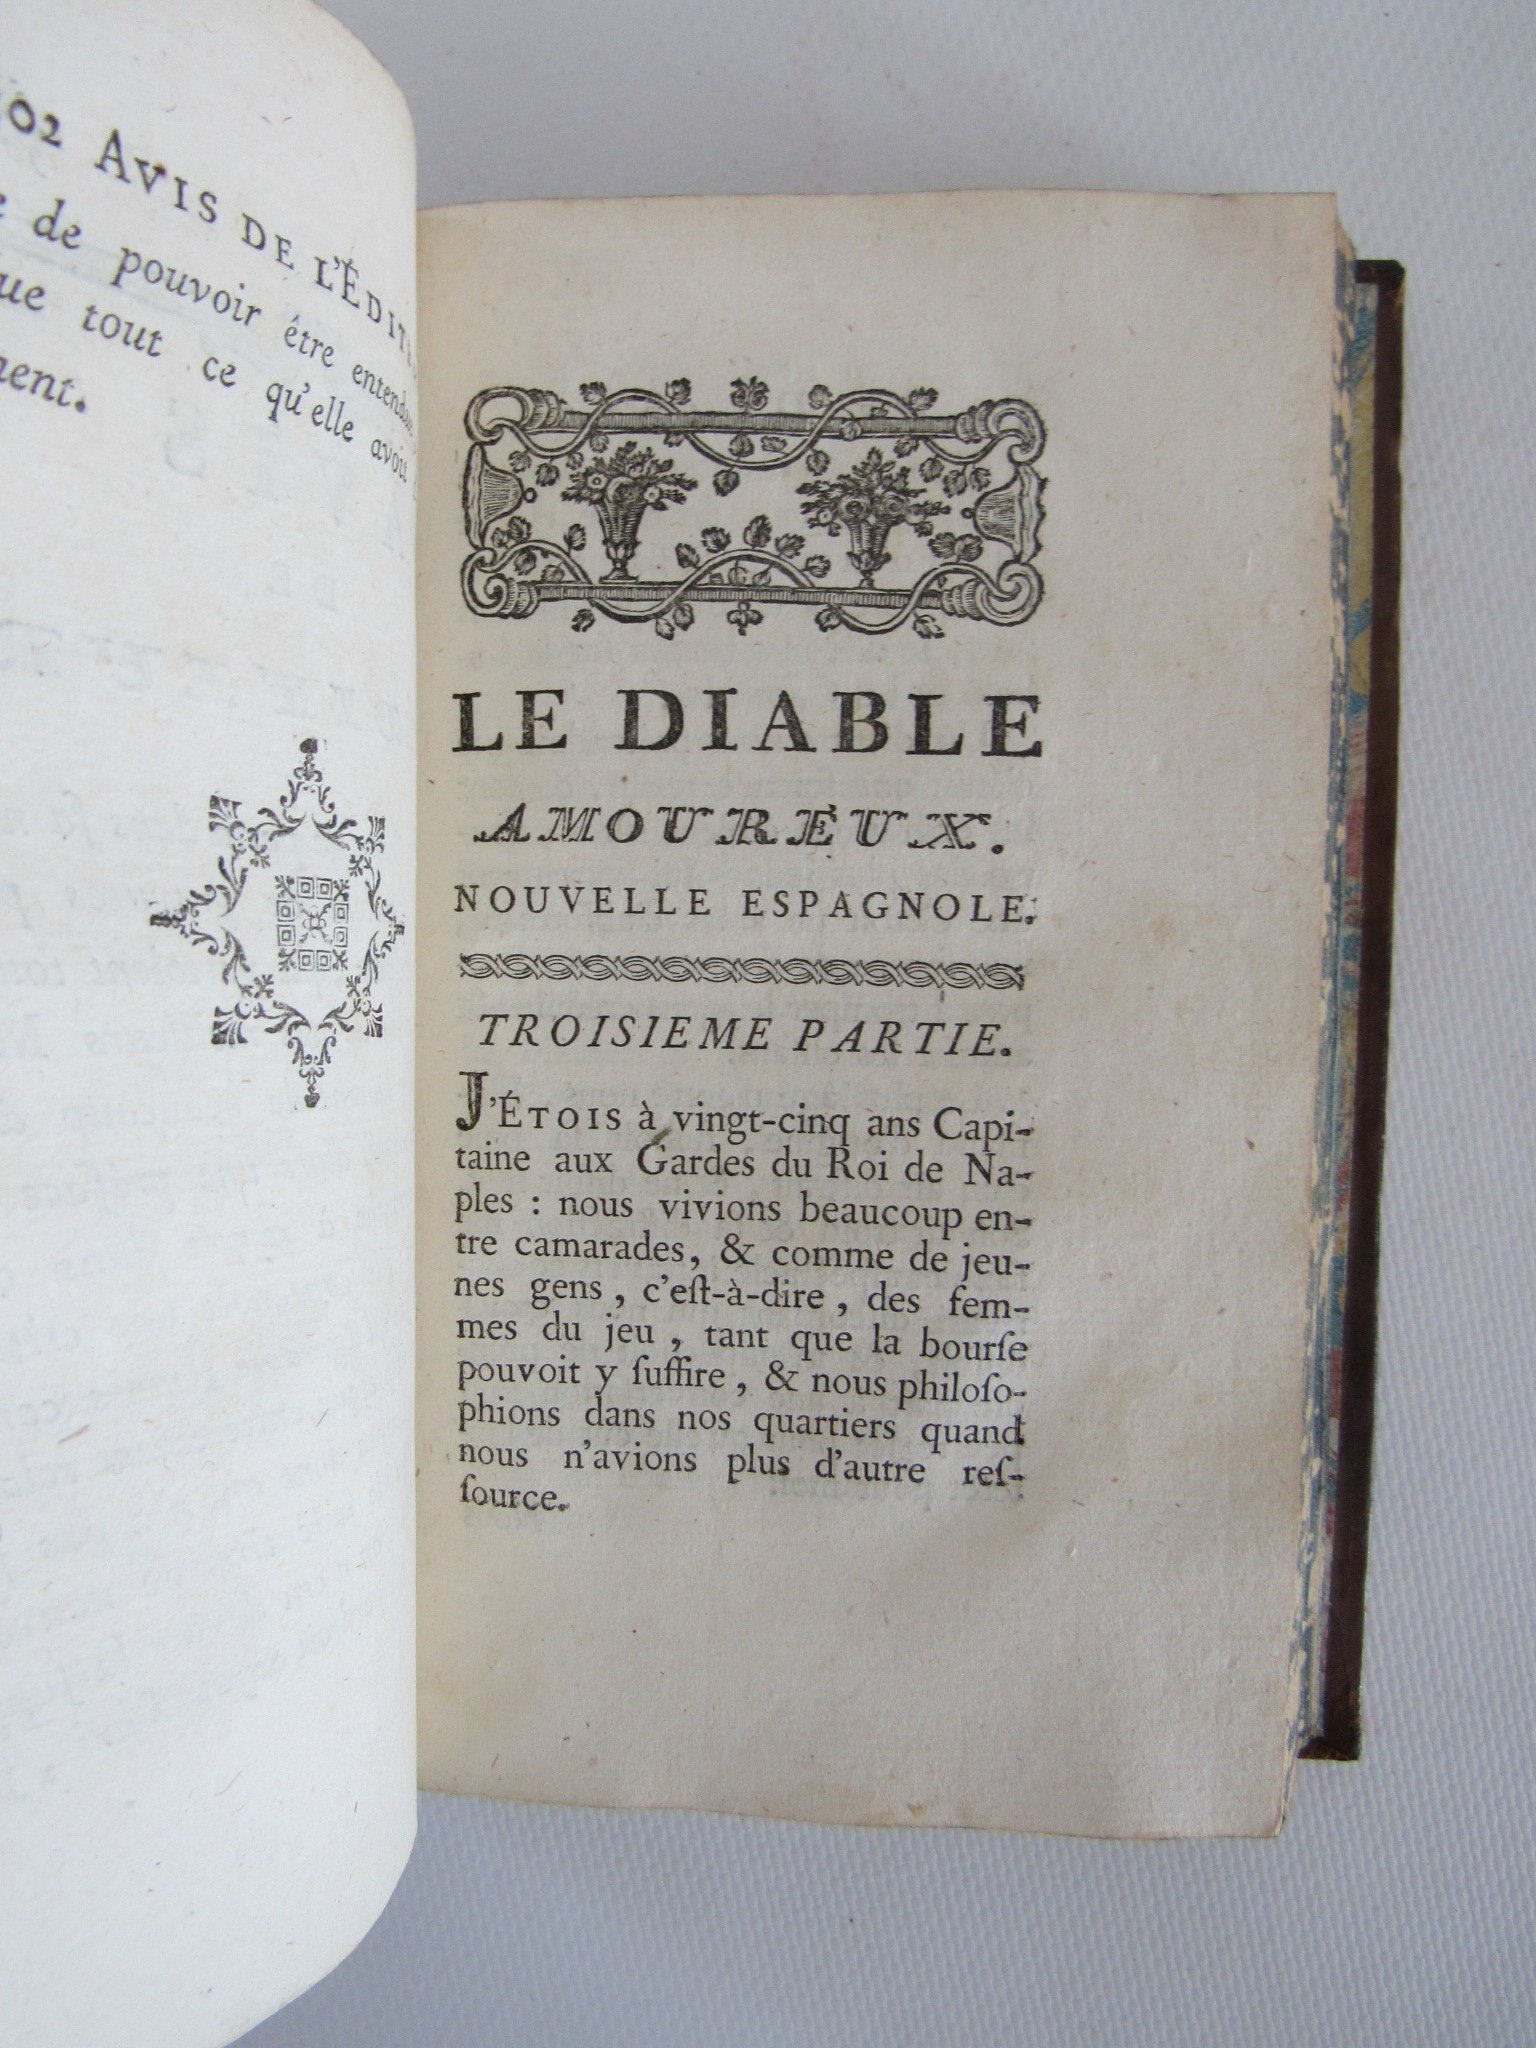 02 AVIS DE L'ÉDIT
de pouvoir être entendu
ue tout ce qu'elle avoit
ment.
LE DIABLE
AMOUREUX.
NOUVELLE ESPAGNOLE.
TROISIEME PARTIE.
J'ÉTOIS à vingt-cinq ans Capi-
taine aux Gardes du Roi de Na-
ples : nous vivions beaucoup en-
tre camarades, & comme de jeu-
nes gens, c'eſt-à-dire, des fem-
mes du jeu, tant que la bourſe
pouvoit y ſuffire, & nous philoſo-
phions dans nos quartiers quand
nous n'avions plus d'autre reſ-
ſource.